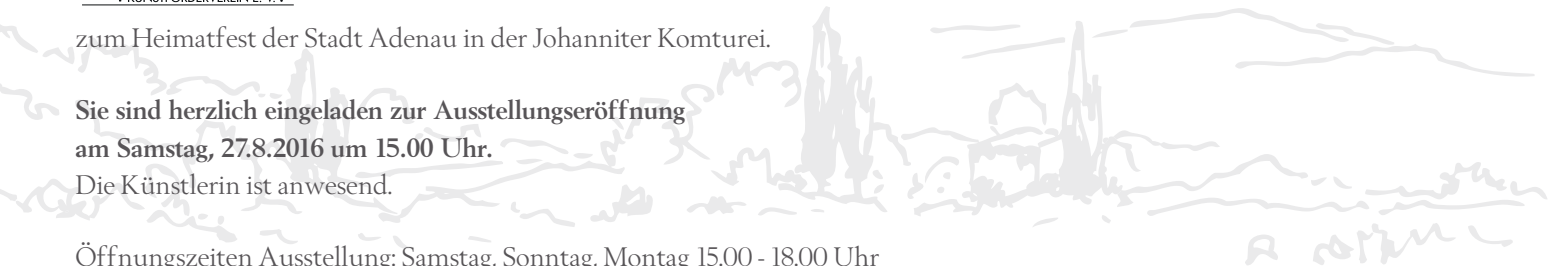 zum Heimatfest der Stadt Adenau in der Johanniter Komturei.
Sie sind herzlich eingeladen zur Ausstellungseröffnung
am Samstag, 27.8.2016 um 15.00 Uhr.
Die Künstlerin ist anwesend.
Öffnungszeiten Ausstellung: Samstag, Sonntag, Montag 15.00 - 18.00 Uhr